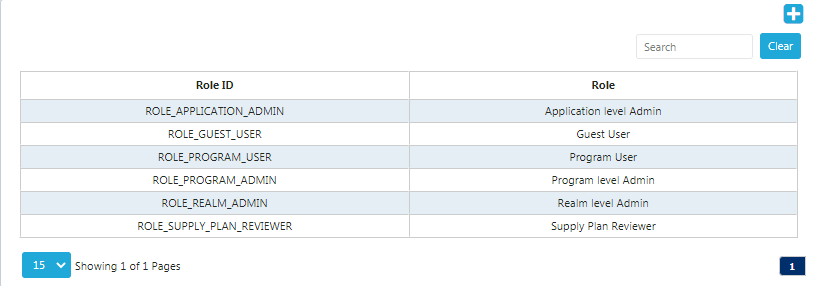 Search Clear
Role ID Role
ROLE_APPLICATION_ADMIN Application level Admin
ROLE_GUEST_USER Guest User
ROLE_PROGRAM_USER Program User
ROLE_PROGRAM_ADMIN Program level Admin
ROLE_REALM_ADMIN Realm level Admin
ROLE_SUPPLY_PLAN_REVIEWER Supply Plan Reviewer
15 Showing 1 of 1 Pages 1